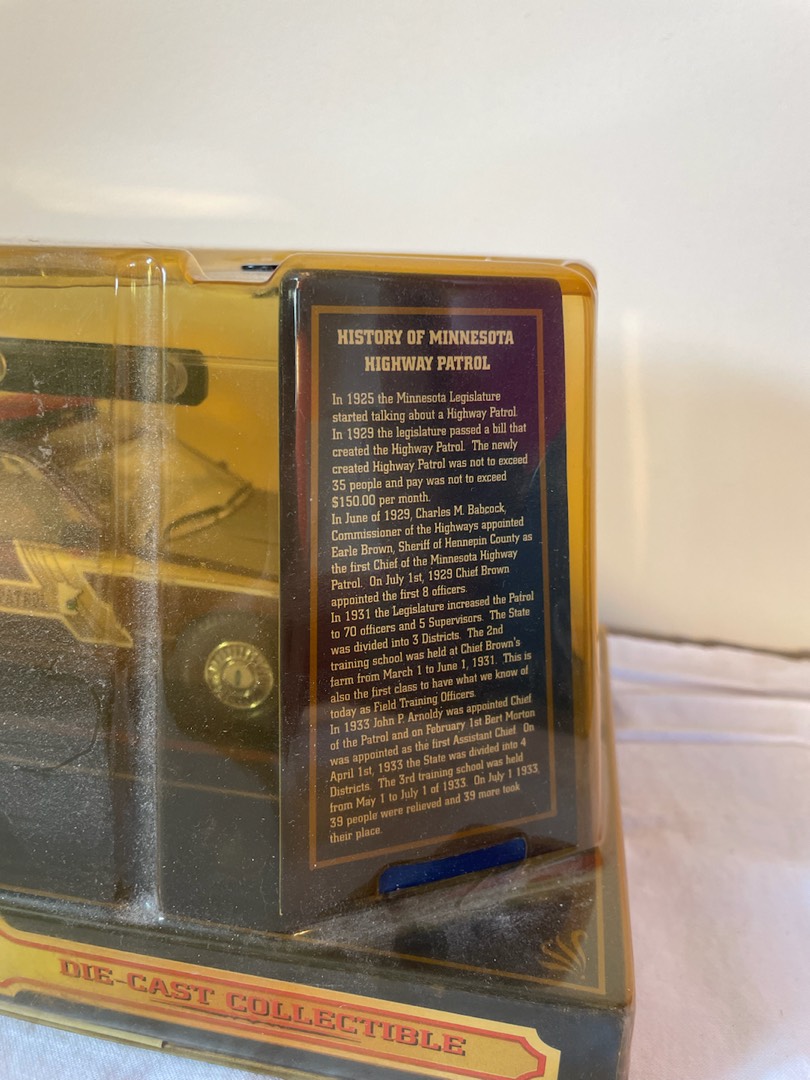 HISTORY OF MINNESOTA
HIGHWAY PATROL
In 1925 the Minnesota Legislature
started talking about a Highway Patrol.
In 1929 the legislature passed a bill that
created the Highway Patrol. The newly
created Highway Patrol was not to exceed
35 people and pay was not to exceed
$150.00 per month.
In June of 1929, Charles M. Babcock,
Commissioner of the Highways appointed
Earle Brown, Sheriff of Hennepin County as
the first Chief of the Minnesota Highway
Patrol. On July 1st, 1929 Chief Brown
appointed the first 8 officers.
In 1931 the Legislature increased the Patrol
to 70 officers and 5 Supervisors. The State
was divided into 3 Districts. The 2nd
training school was held at Chief Brown's
farm from March 1 to June 1, 1931. This is
also the first class to have what we know of
today as Field Training Officers.
In 1933 John P. Arnoldy was appointed Chief
of the Patrol and on February 1st Bert Morton
was appointed as the first Assistant Chief. On
April 1st, 1933 the State was divided into 4
Districts. The 3rd training school was held
from May 1 to July 1 of 1933. On July 1 1933,
39 people were relieved and 39 more took
their place.
PATROL
DIE-CAST COLLECTIBLE